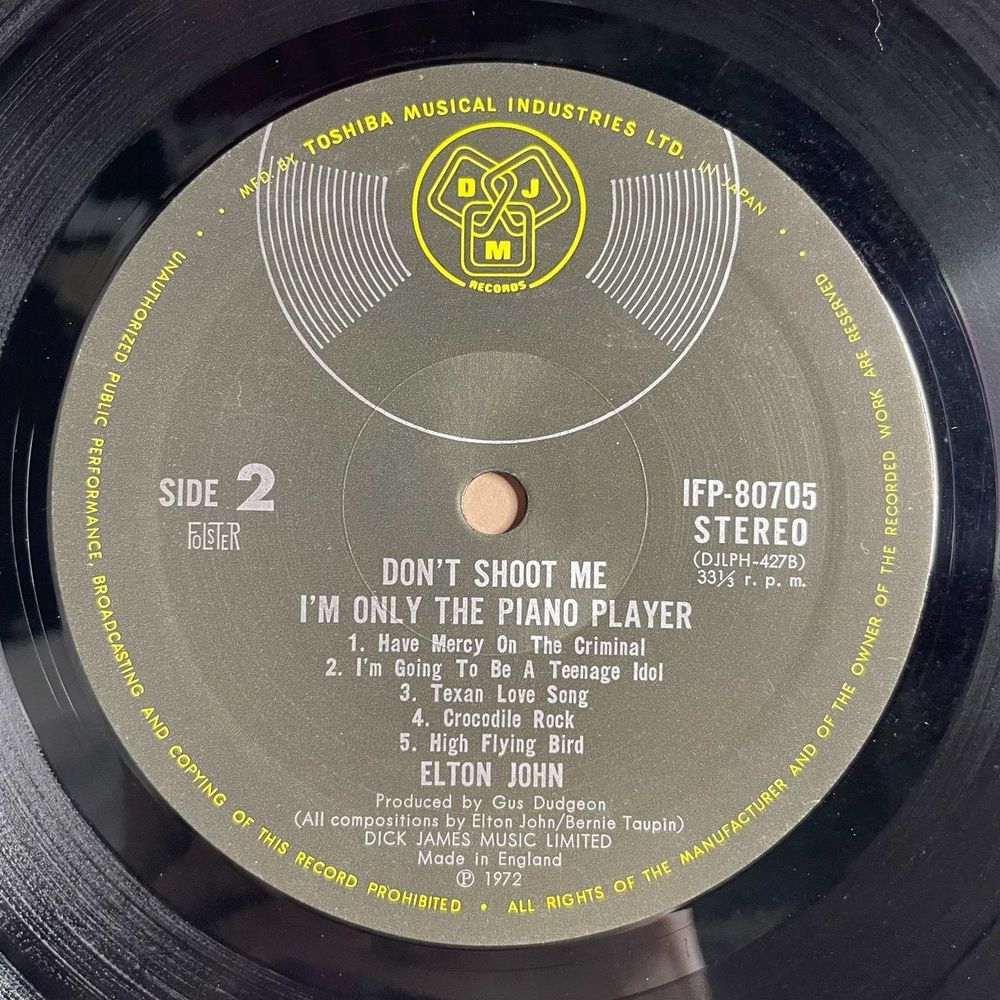 MFD. BY TOSHIBA MUSICAL INDUSTRIES LTD. IN JAPAN
D J
M
RECORDS
SIDE 2
FOLSTER
IFP-80705
STEREO
(DJLPH-427B)
33⅓ r. p. m.
DON'T SHOOT ME
I'M ONLY THE PIANO PLAYER
1. Have Mercy On The Criminal
2. I'm Going To Be A Teenage Idol
3. Texan Love Song
4. Crocodile Rock
5. High Flying Bird
ELTON JOHN
Produced by Gus Dudgeon
(All compositions by Elton John/Bernie Taupin)
DICK JAMES MUSIC LIMITED
Made in England
℗ 1972
• UNAUTHORIZED PUBLIC PERFORMANCE, BROADCASTING AND COPYING OF THIS RECORD PROHIBITED • ALL RIGHTS OF THE MANUFACTURER AND OF THE OWNER OF THE RECORDED WORK ARE RESERVED •